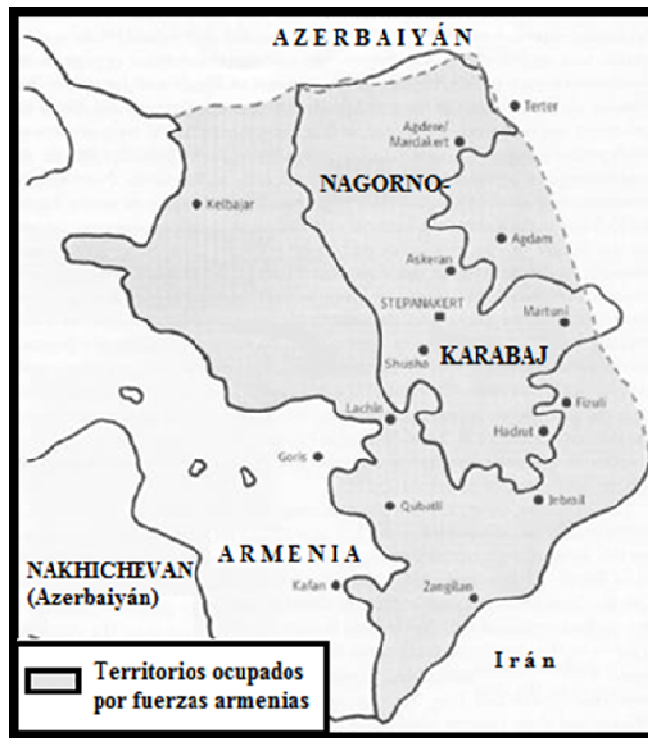 AZERBAIYÁN
Terter
Agdere/
Mardakert
NAGORNO-
Kelbajar
Agdam
Askeran
STEPANAKERT
Martuni
KARABAJ
Shusha
Lachin
Fizuli
Hadrut
Goris
Qubadli
Jebrail
ARMENIA
NAKHICHEVAN
(Azerbaiyán)
Kafan
Zangilan
Irán
Territorios ocupados
por fuerzas armenias